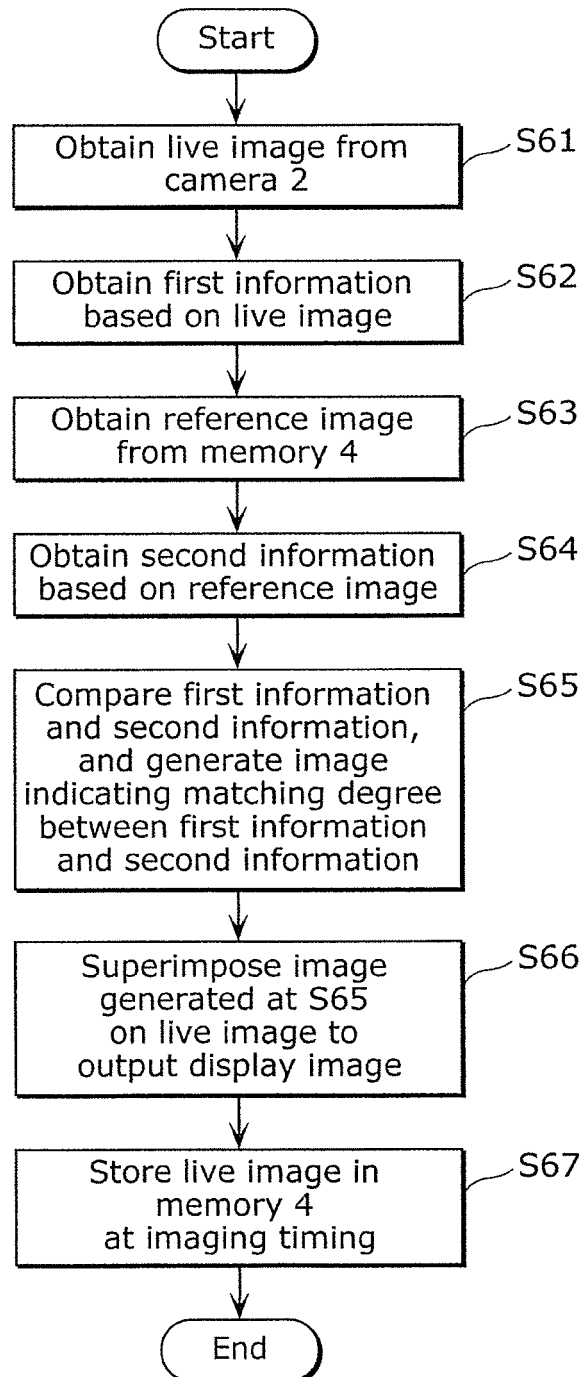 Start
Obtain live image from
camera 2
S61
Obtain first information
based on live image
S62
Obtain reference image
from memory 4
S63
Obtain second information
based on reference image
S64
Compare first information
and second information,
and generate image
indicating matching degree
between first information
and second information
S65
Superimpose image
generated at S65
on live image to
output display image
S66
Store live image in
memory 4
at imaging timing
S67
End